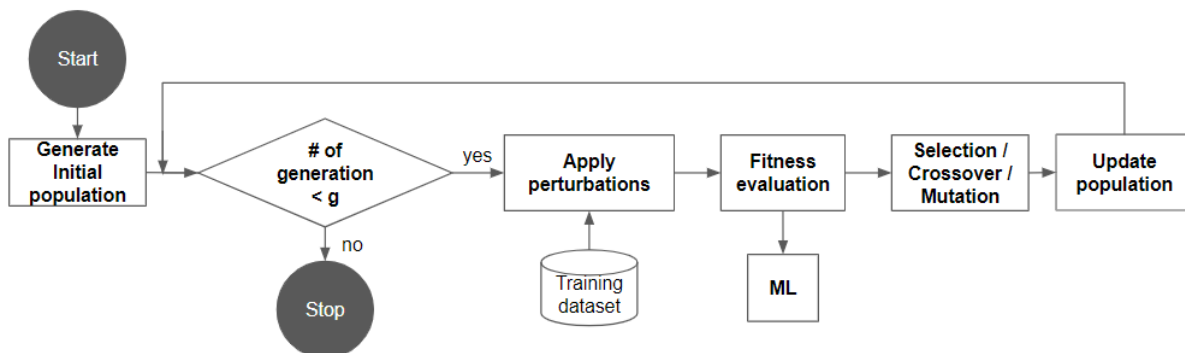 Start
Generate
Initial
population
# of
generation
< g
yes
no
Stop
Apply
perturbations
Training
dataset
Fitness
evaluation
ML
Selection /
Crossover /
Mutation
Update
population